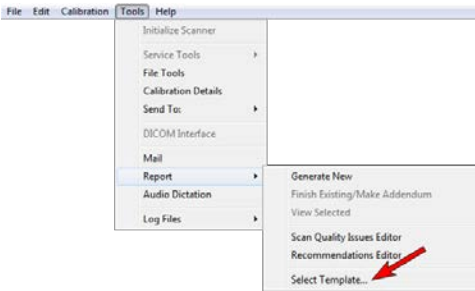 File Edit Calibration Tools Help
Initialize Scanner
Service Tools
File Tools
Calibration Details
Send To:
DICOM Interface
Mail
Report
Audio Dictation
Log Files
Generate New
Finish Existing/Make Addendum
View Selected
Scan Quality Issues Editor
Recommendations Editor
Select Template...